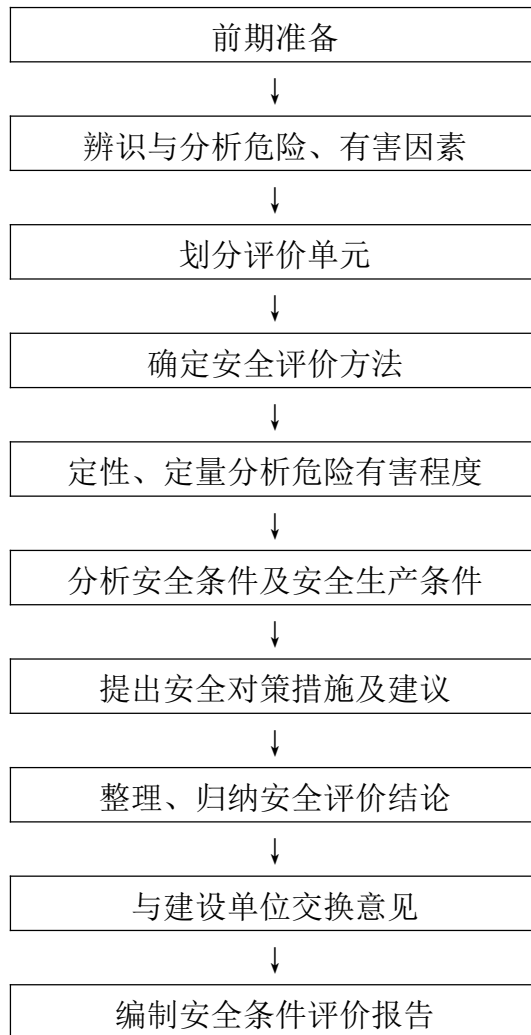 前期准备
↓
辨识与分析危险、有害因素
↓
划分评价单元
↓
确定安全评价方法
↓
定性、定量分析危险有害程度
↓
分析安全条件及安全生产条件
↓
提出安全对策措施及建议
↓
整理、归纳安全评价结论
↓
与建设单位交换意见
↓
编制安全条件评价报告